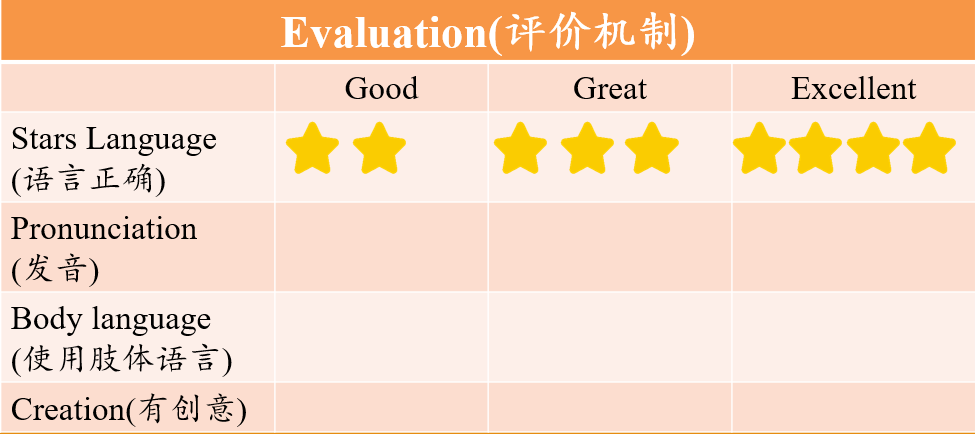 Evaluation(评价机制)
Good Great Excellent
Stars Language
(语言正确)
Pronunciation
(发音)
Body language
(使用肢体语言)
Creation(有创意)